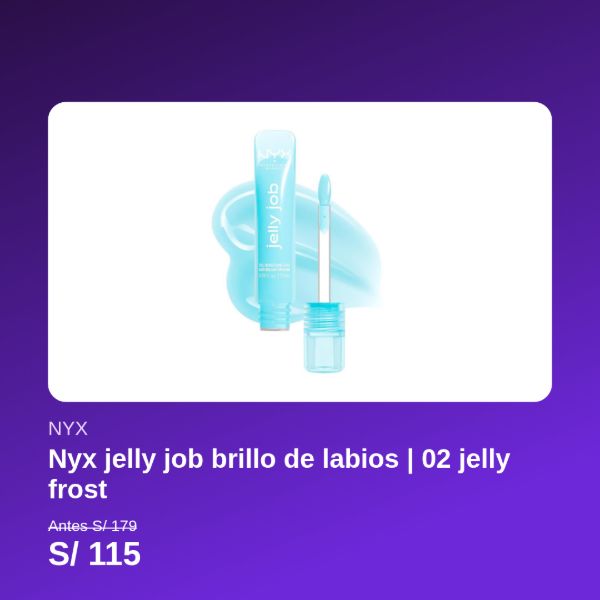 NYX
jelly job
NYX
Nyx jelly job brillo de labios | 02 jelly
frost
Antes S/ 179
S/ 115